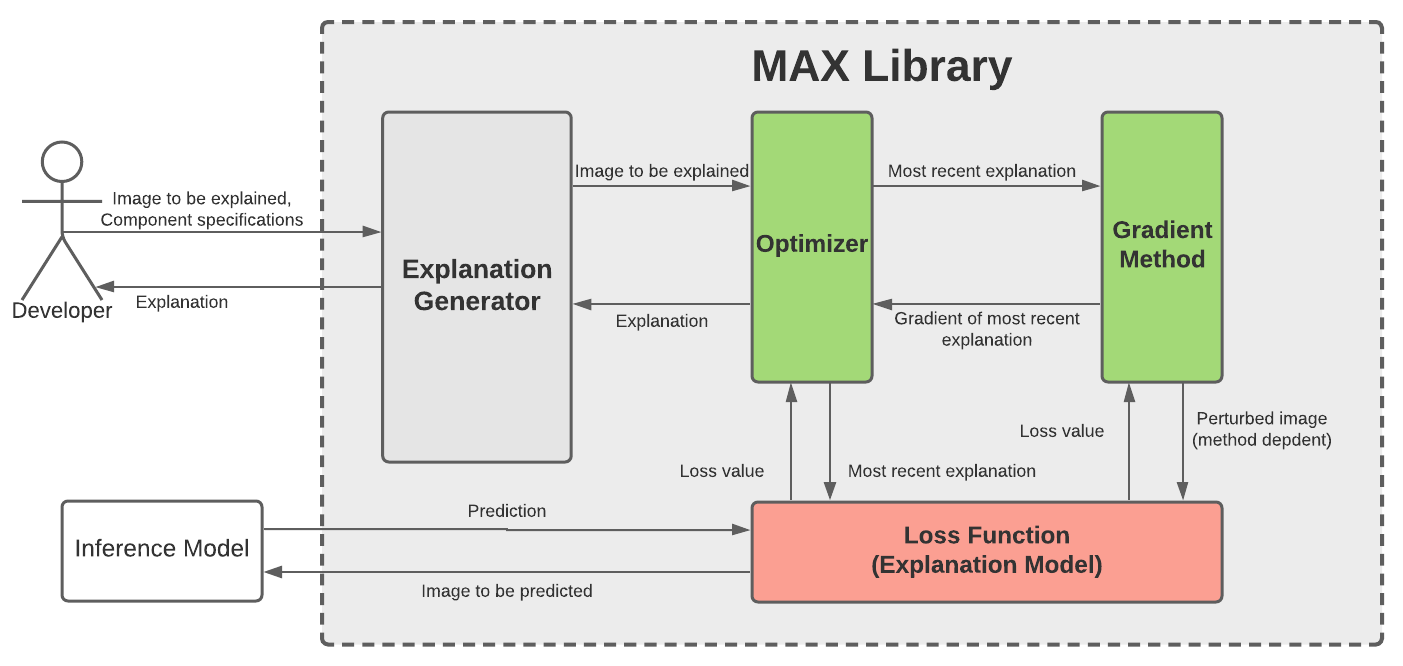 MAX Library
Image to be explained,
Component specifications
Explanation
Developer
Explanation
Generator
Image to be explained
Explanation
Optimizer
Most recent explanation
Gradient of most recent
explanation
Gradient
Method
Loss value
Most recent explanation
Loss value
Perturbed image
(method depdent)
Inference Model
Prediction
Image to be predicted
Loss Function
(Explanation Model)